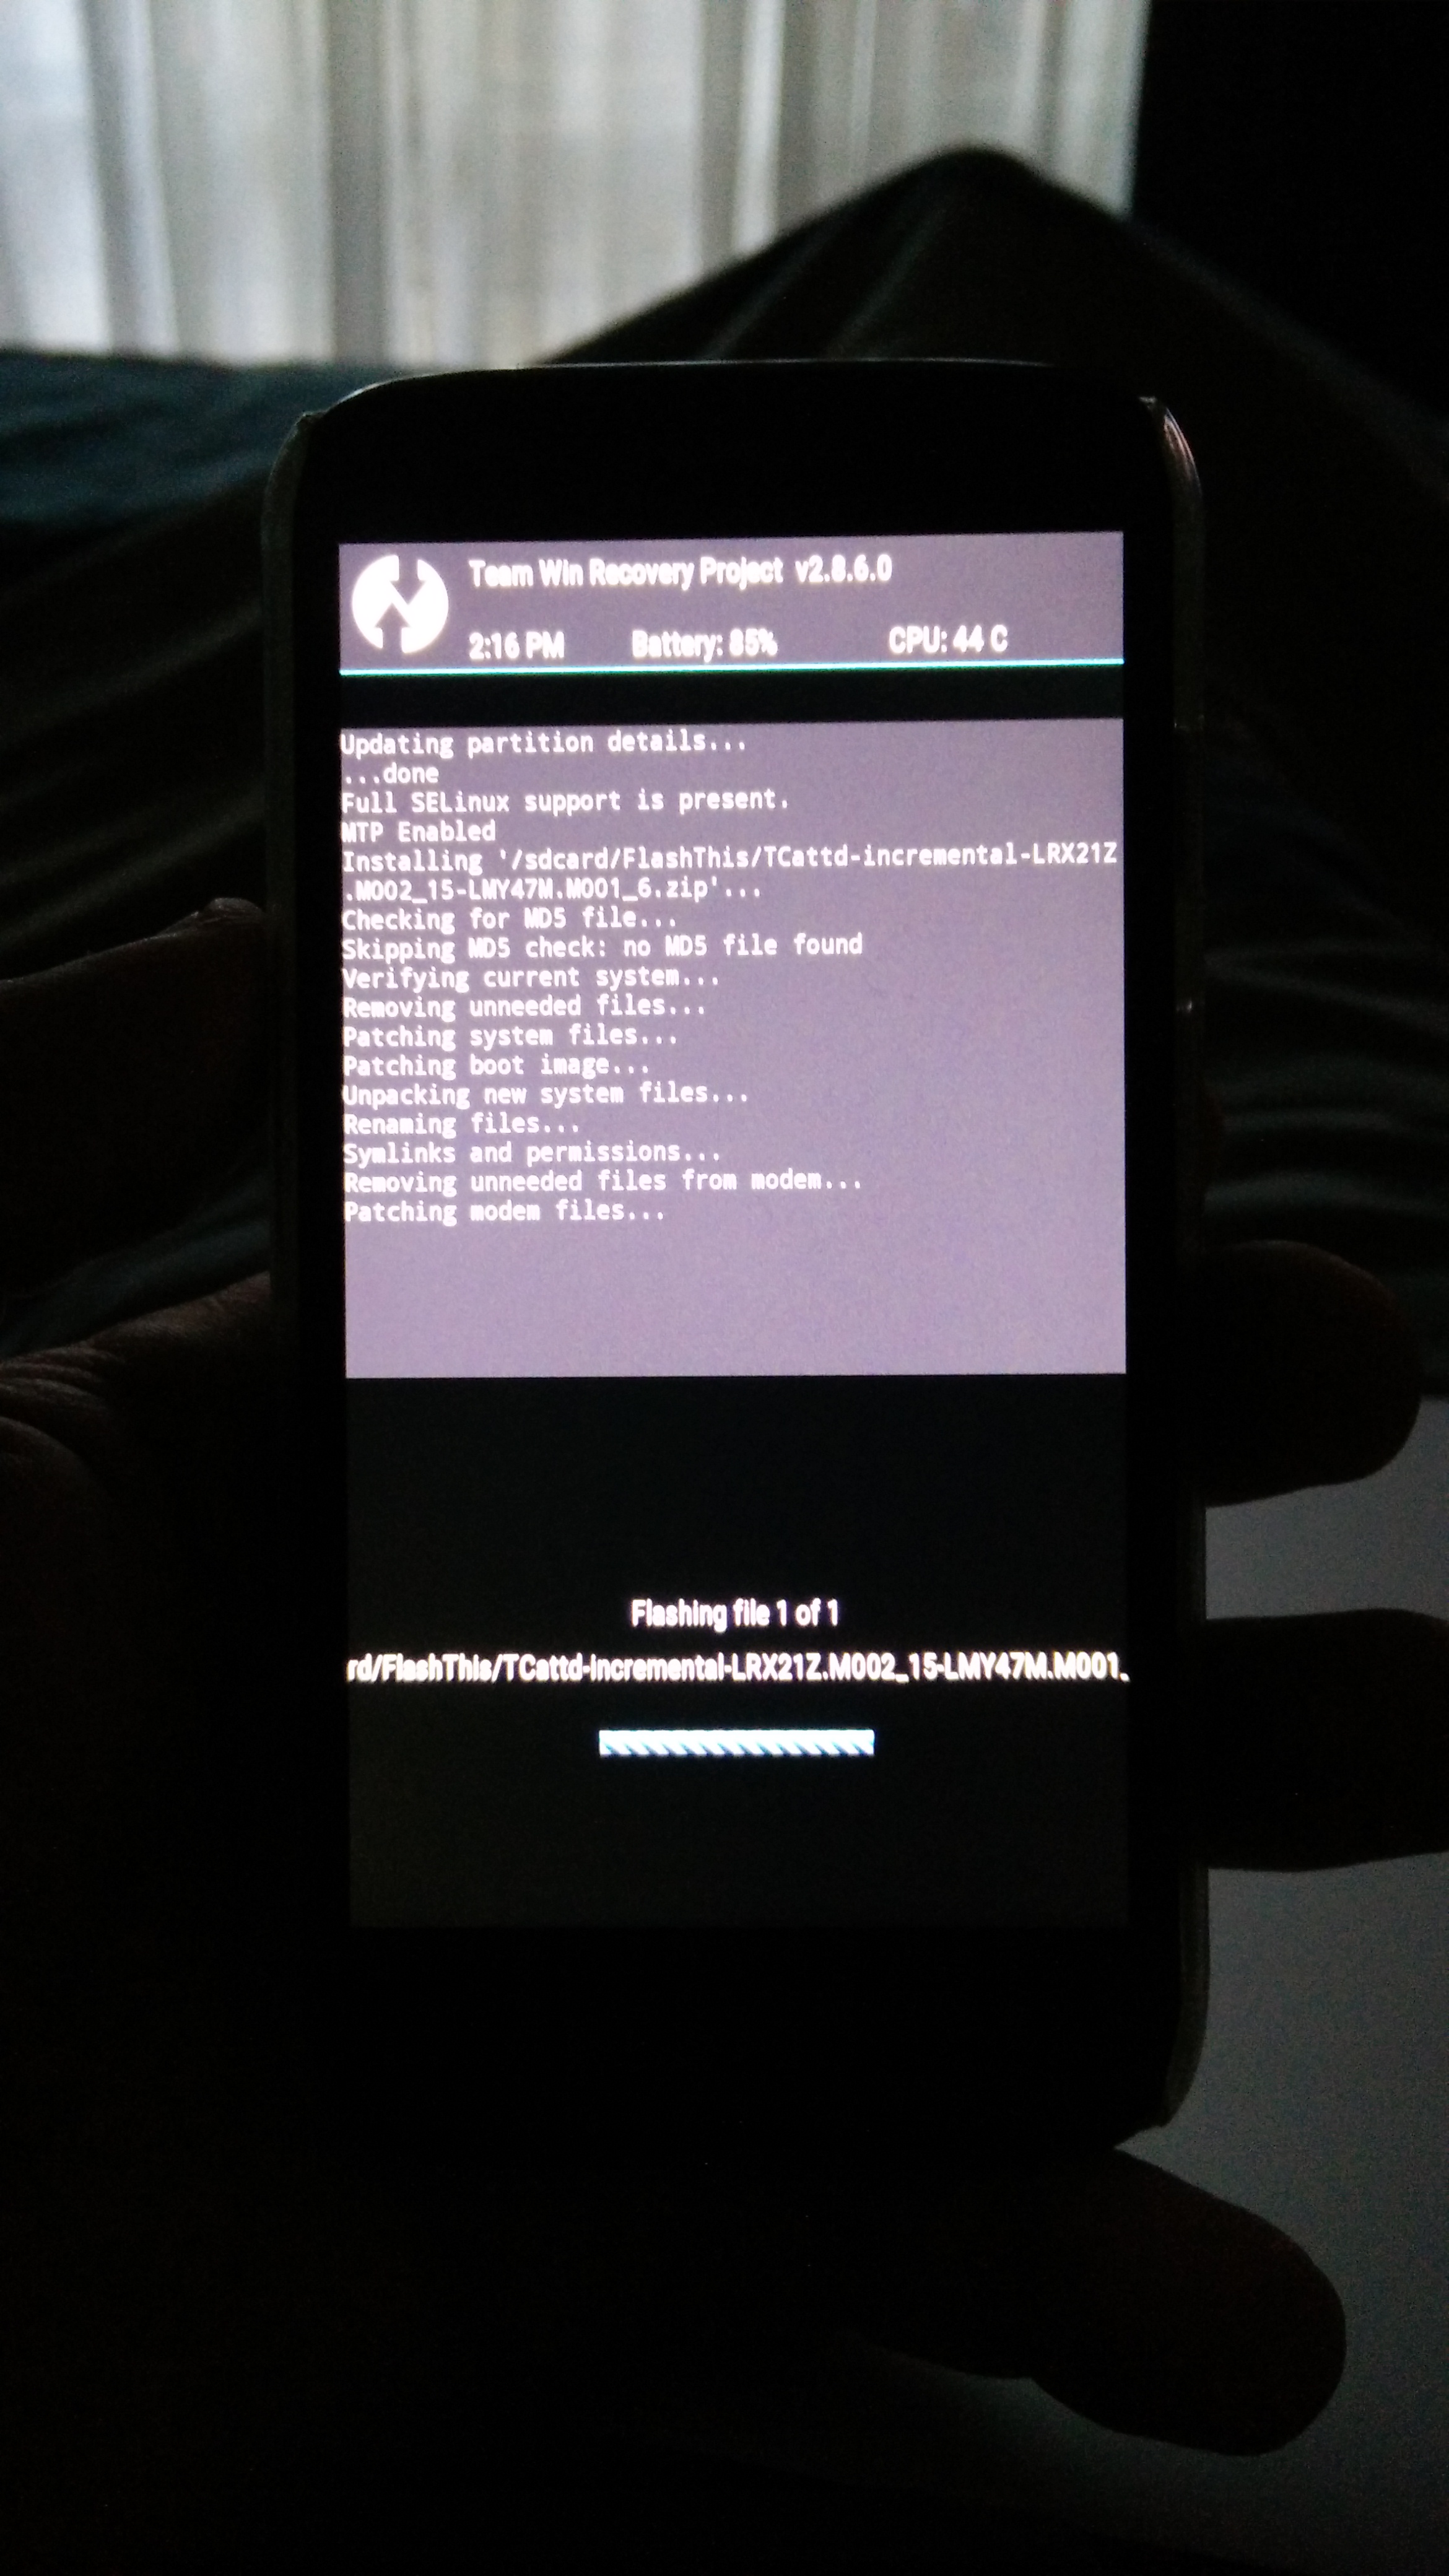 Team Win Recovery Project v2.8.6.0
2:16 PM Battery: 85% CPU: 44 C
Updating partition details...
...done
Full SELinux support is present.
MTP Enabled
Installing '/sdcard/FlashThis/TCattd-incremental-LRX21Z
.M002_15-LMY47M.M001_6.zip'...
Checking for MD5 file...
Skipping MD5 check: no MD5 file found
Verifying current system...
Removing unneeded files...
Patching system files...
Patching boot image...
Unpacking new system files...
Renaming files...
Symlinks and permissions...
Removing unneeded files from modem...
Patching modem files...
Flashing file 1 of 1
rd/FlashThis/TCattd-incremental-LRX21Z.M002_15-LMY47M.M001_